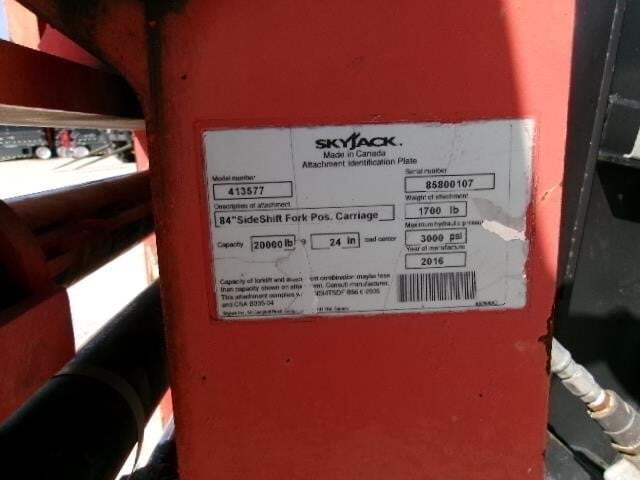 SKYJACK.
Made in Canada
Attachment Identification Plate
Model number
413577
Serial number
85800107
Description of attachment
84"SideShift Fork Pos. Carriage
Weight of attachment
1700 lb
Capacity 20000 lb @ 24 in load center
Maximum hydraulic pressure
3000 psi
Year of manufacture
2016
Capacity of forklift and combination maybe less
than capacity shown on Consult manufacturer.
This attachment complies
and CSA B335-04